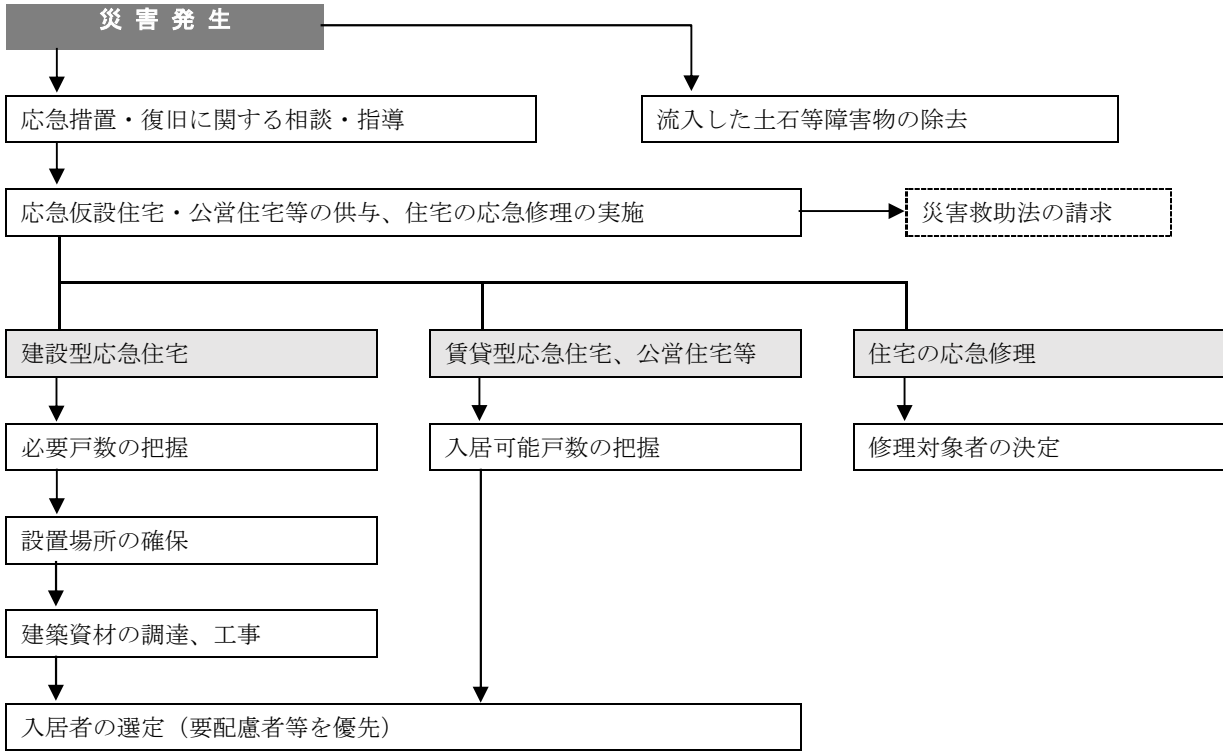 災害発生
応急措置・復旧に関する相談・指導
流入した土石等障害物の除去
応急仮設住宅・公営住宅等の供与、住宅の応急修理の実施
災害救助法の請求
建設型応急住宅
賃貸型応急住宅、公営住宅等
住宅の応急修理
必要戸数の把握
入居可能戸数の把握
修理対象者の決定
設置場所の確保
建築資材の調達、工事
入居者の選定（要配慮者等を優先）